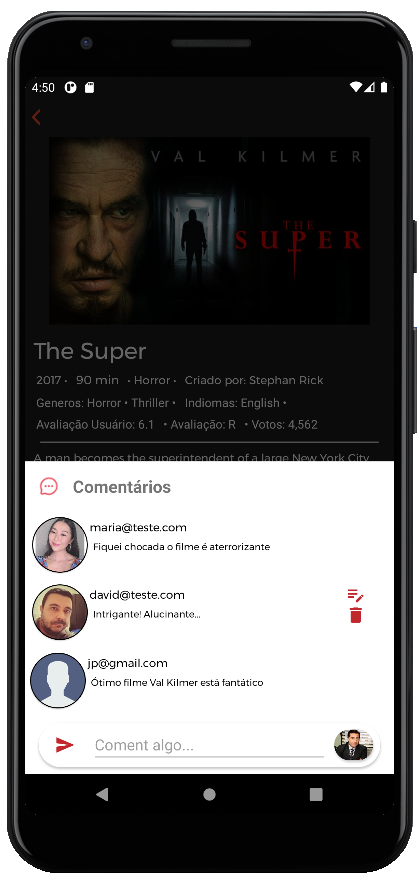 4:50
VAL KILMER
THE
SUPER
The Super
2017 • 90 min • Horror • Criado por: Stephan Rick
Generos: Horror • Thriller • Indiomas: English •
Avaliação Usuário: 6.1 • Avaliação: R • Votos: 4,562
A man becomes the superintendent of a large New York City
Comentários
maria@teste.com
Fiquei chocada o filme é aterrorizante
david@teste.com
Intrigante! Alucinante...
jp@gmail.com
Ótimo filme Val Kilmer está fantático
Coment algo...